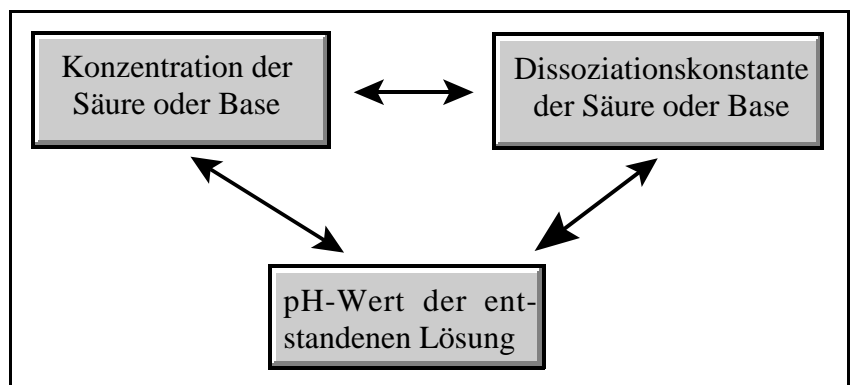 Konzentration der
Säure oder Base
Dissoziationskonstante
der Säure oder Base
pH-Wert der ent-
standenen Lösung